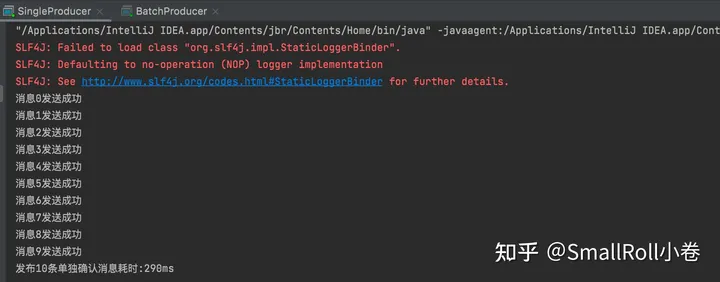 SingleProducer × BatchProducer ×
"/Applications/IntelliJ IDEA.app/Contents/jbr/Contents/Home/bin/java" -javaagent:/Applications/IntelliJ IDEA.app/Cont
SLF4J: Failed to load class "org.slf4j.impl.StaticLoggerBinder".
SLF4J: Defaulting to no-operation (NOP) logger implementation
SLF4J: See http://www.slf4j.org/codes.html#StaticLoggerBinder for further details.
消息0发送成功
消息1发送成功
消息2发送成功
消息3发送成功
消息4发送成功
消息5发送成功
消息6发送成功
消息7发送成功
消息8发送成功
消息9发送成功
发布10条单独确认消息耗时:290ms
知乎 @SmallRoll小卷